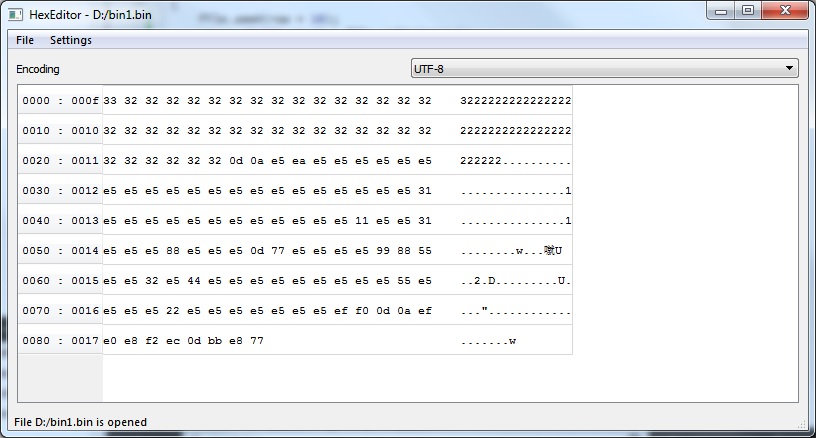 HexEditor - D:/bin1.bin
File Settings
Encoding UTF-8
0000 : 000f 33 32 32 32 32 32 32 32 32 32 32 32 32 32 32 32 3222222222222222
0010 : 0010 32 32 32 32 32 32 32 32 32 32 32 32 32 32 32 32 2222222222222222
0020 : 0011 32 32 32 32 32 32 0d 0a e5 ea e5 e5 e5 e5 e5 e5 222222..........
0030 : 0012 e5 e5 e5 e5 e5 e5 e5 e5 e5 e5 e5 e5 e5 e5 e5 31 ...............1
0040 : 0013 e5 e5 e5 e5 e5 e5 e5 e5 e5 e5 e5 e5 11 e5 e5 31 ...............1
0050 : 0014 e5 e5 e5 88 e5 e5 e5 0d 77 e5 e5 e5 e5 99 88 55 ........w...噈U
0060 : 0015 e5 e5 32 e5 44 e5 e5 e5 e5 e5 e5 e5 e5 e5 55 e5 ..2.D.........U.
0070 : 0016 e5 e5 e5 22 e5 e5 e5 e5 e5 e5 e5 ef f0 0d 0a ef ..."............
0080 : 0017 e0 e8 f2 ec 0d bb e8 77 .......w
File D:/bin1.bin is opened